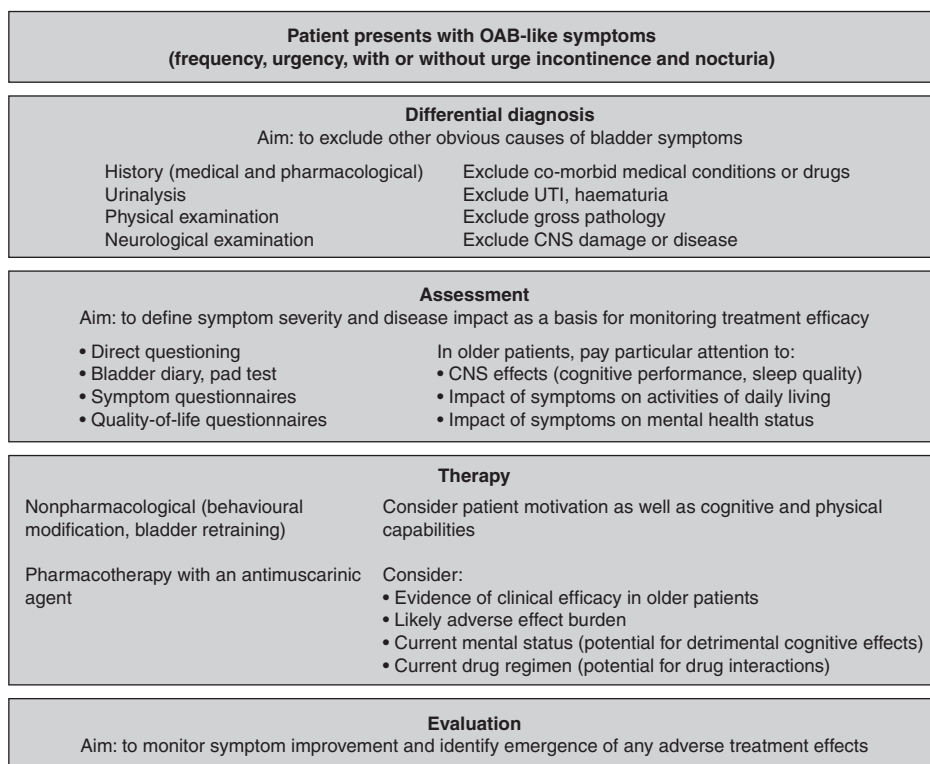 Patient presents with OAB-like symptoms
(frequency, urgency, with or without urge incontinence and nocturia)
Differential diagnosis
Aim: to exclude other obvious causes of bladder symptoms
History (medical and pharmacological) Exclude co-morbid medical conditions or drugs
Urinalysis Exclude UTI, haematuria
Physical examination Exclude gross pathology
Neurological examination Exclude CNS damage or disease
Assessment
Aim: to define symptom severity and disease impact as a basis for monitoring treatment efficacy
• Direct questioning
• Bladder diary, pad test
• Symptom questionnaires
• Quality-of-life questionnaires
In older patients, pay particular attention to:
• CNS effects (cognitive performance, sleep quality)
• Impact of symptoms on activities of daily living
• Impact of symptoms on mental health status
Therapy
Nonpharmacological (behavioural
modification, bladder retraining)
Consider patient motivation as well as cognitive and physical
capabilities
Pharmacotherapy with an antimuscarinic
agent
Consider:
• Evidence of clinical efficacy in older patients
• Likely adverse effect burden
• Current mental status (potential for detrimental cognitive effects)
• Current drug regimen (potential for drug interactions)
Evaluation
Aim: to monitor symptom improvement and identify emergence of any adverse treatment effects